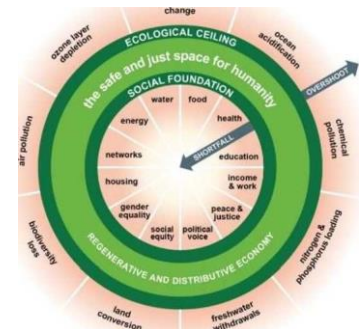 change
ozone layer
depletion
ocean
acidification
ECOLOGICAL CEILING
the safe and just space for humanity
OVERSHOOT
SOCIAL FOUNDATION
water
food
energy
health
SHORTFALL
air pollution
chemical
pollution
networks
education
housing
income
& work
gender
equality
peace &
justice
social
equity
political
voice
REGENERATIVE AND DISTRIBUTIVE ECONOMY
biodiversity
loss
nitrogen &
phosphorus loading
land
conversion
freshwater
withdrawals